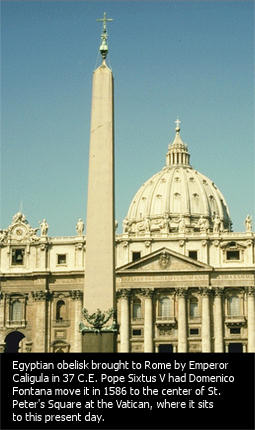 Egyptian obelisk brought to Rome by Emperor
Caligula in 37 C.E. Pope Sixtus V had Domenico
Fontana move it in 1586 to the center of St.
Peter's Square at the Vatican, where it sits
to this present day.